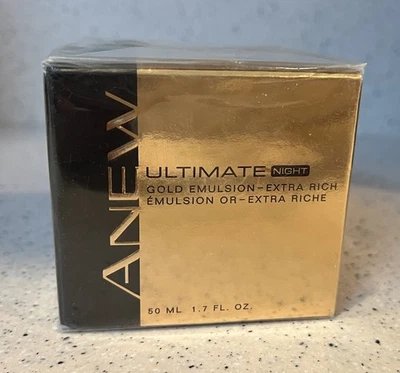 ANEW
ULTIMATE NIGHT
GOLD EMULSION-EXTRA RICH
ÉMULSION OR-EXTRA RICHE
50 ML 1.7 FL. OZ.